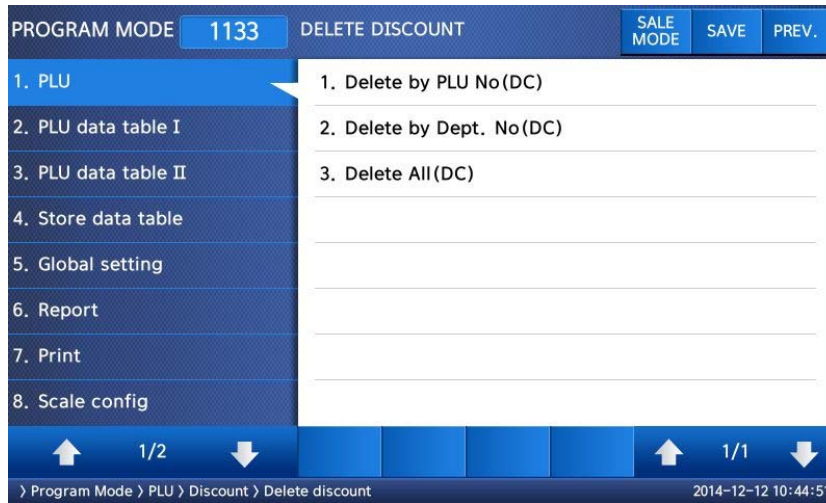 PROGRAM MODE 1133 DELETE DISCOUNT SALE MODE SAVE PREV.
1. PLU
2. PLU data table I
3. PLU data table II
4. Store data table
5. Global setting
6. Report
7. Print
8. Scale config
1. Delete by PLU No(DC)
2. Delete by Dept. No(DC)
3. Delete All(DC)
1/2
1/1
> Program Mode > PLU > Discount > Delete discount
2014-12-12 10:44:51